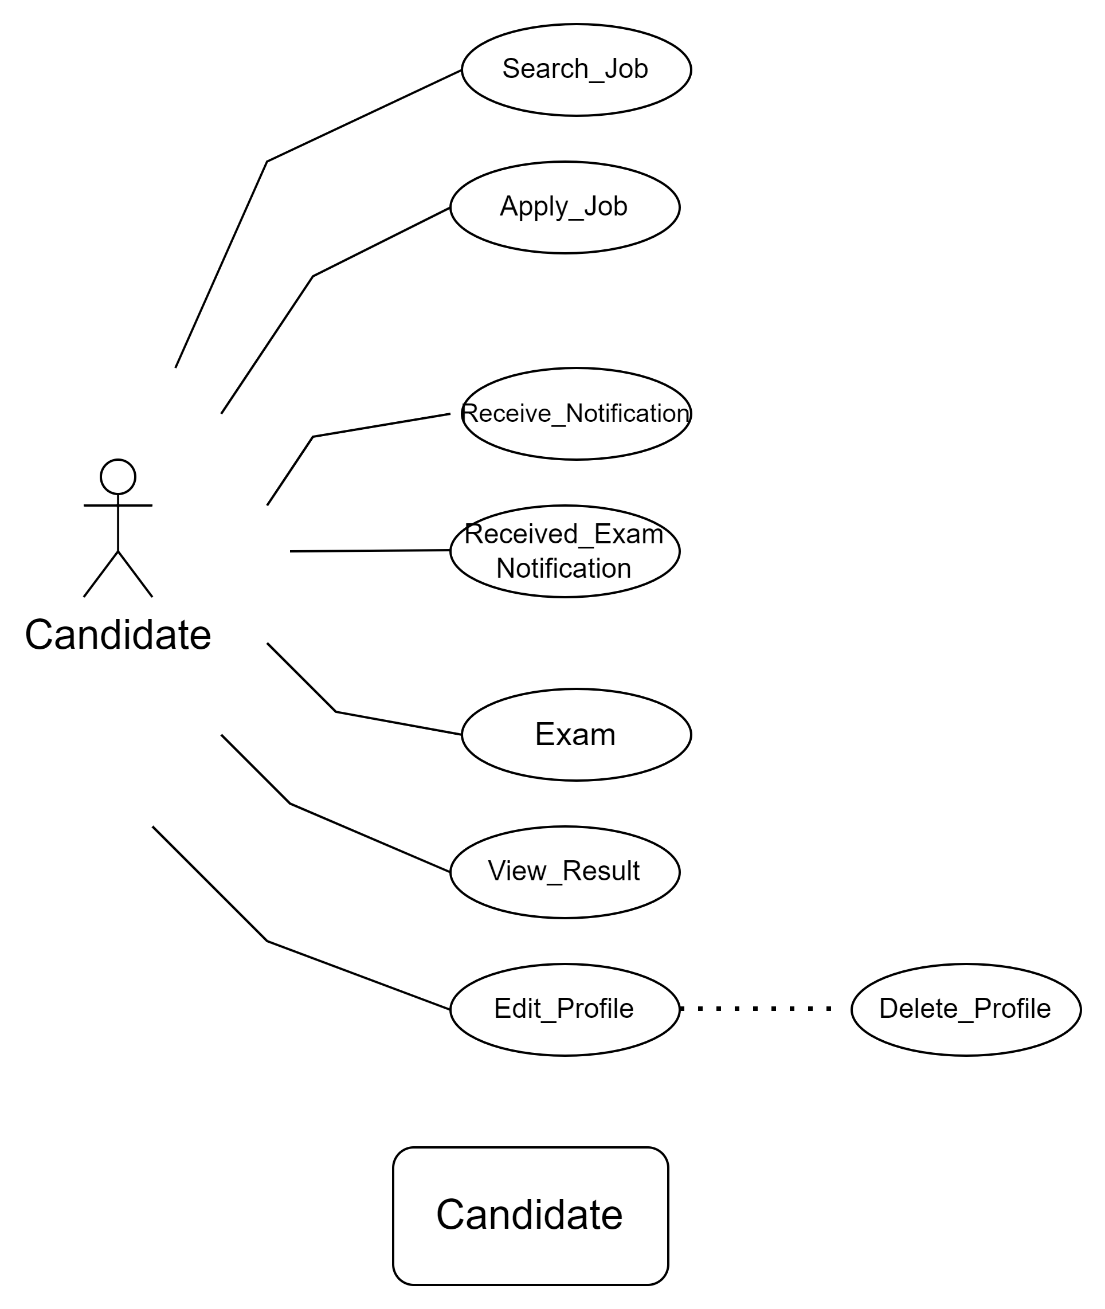 Search_Job
Apply_Job
Receive_Notification
Received_Exam
Notification
Candidate
Exam
View_Result
Edit_Profile
Delete_Profile
Candidate